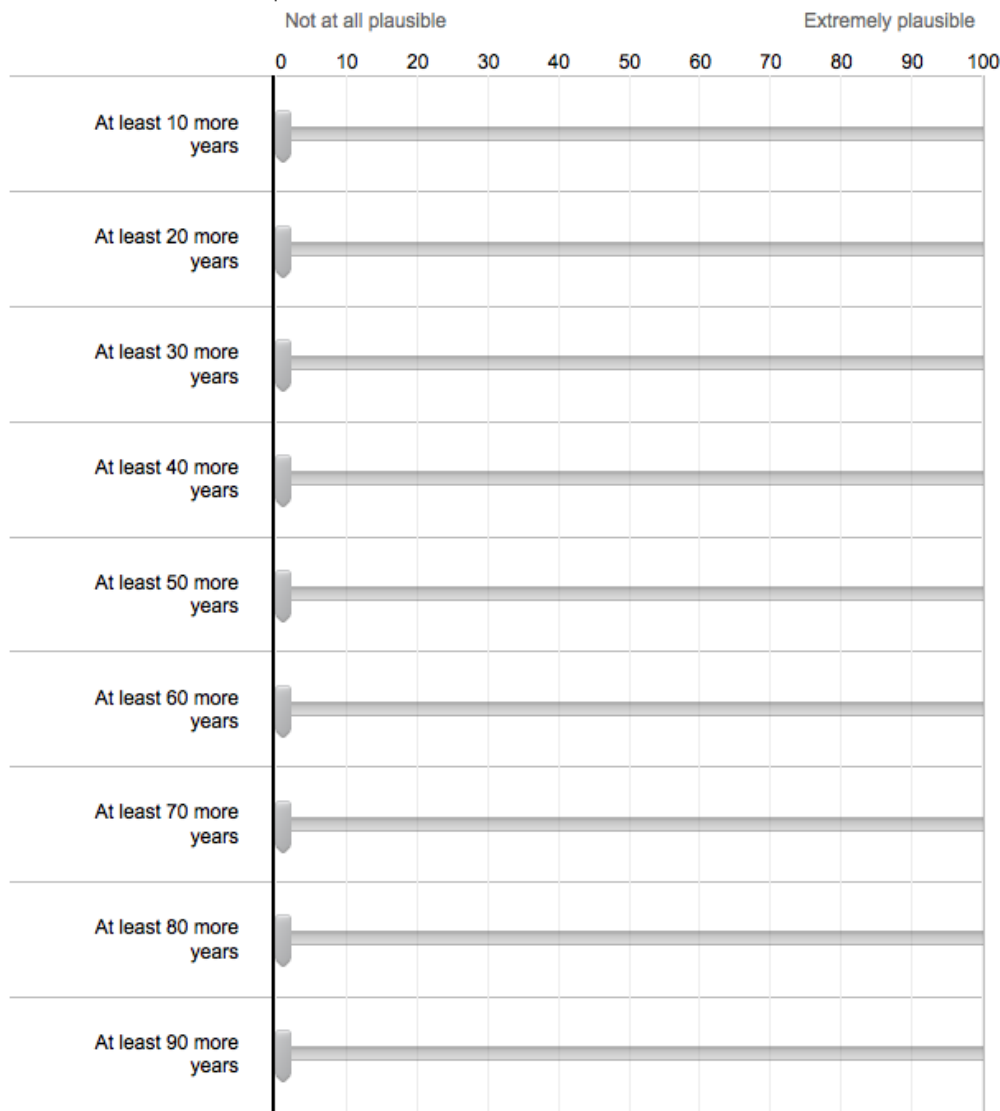 Not at all plausible Extremely plausible
0 10 20 30 40 50 60 70 80 90 100
At least 10 more
years
At least 20 more
years
At least 30 more
years
At least 40 more
years
At least 50 more
years
At least 60 more
years
At least 70 more
years
At least 80 more
years
At least 90 more
years